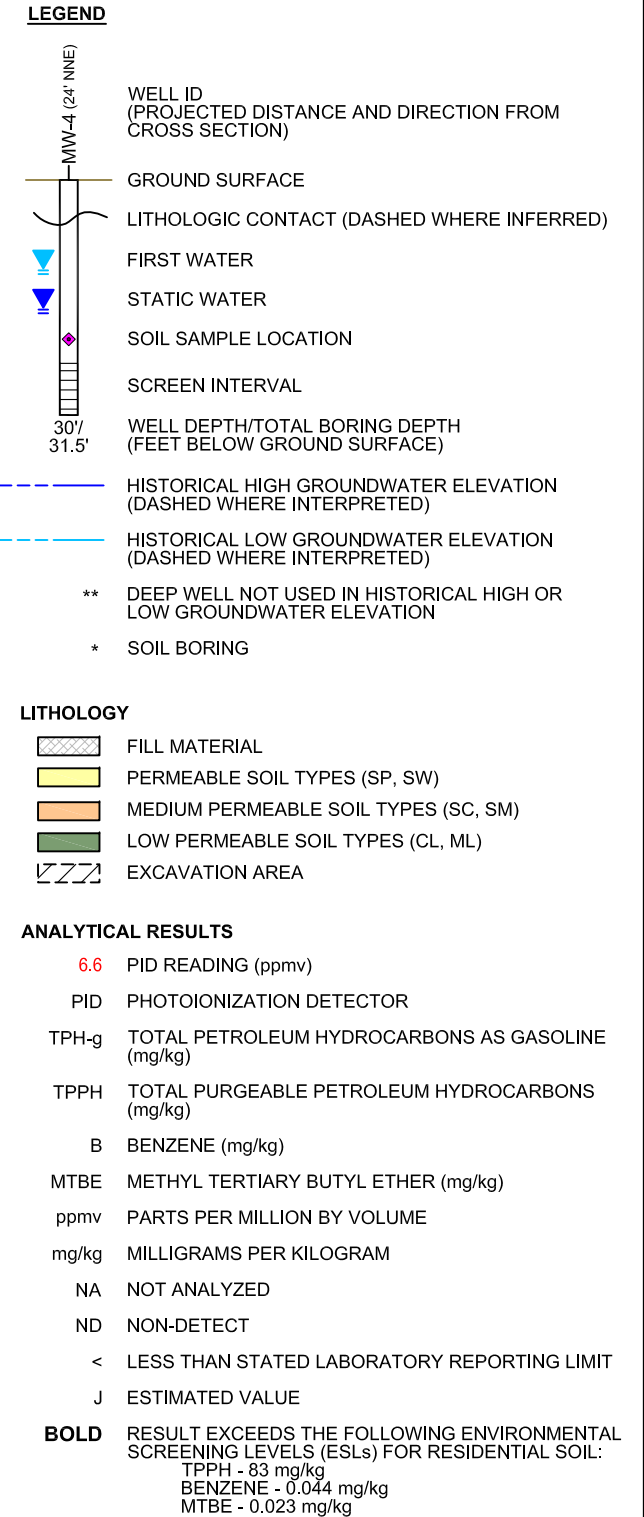 LEGEND
MW-4 (24' NNE)
WELL ID
(PROJECTED DISTANCE AND DIRECTION FROM
CROSS SECTION)
GROUND SURFACE
LITHOLOGIC CONTACT (DASHED WHERE INFERRED)
FIRST WATER
STATIC WATER
SOIL SAMPLE LOCATION
SCREEN INTERVAL
30'/
31.5'
WELL DEPTH/TOTAL BORING DEPTH
(FEET BELOW GROUND SURFACE)
HISTORICAL HIGH GROUNDWATER ELEVATION
(DASHED WHERE INTERPRETED)
HISTORICAL LOW GROUNDWATER ELEVATION
(DASHED WHERE INTERPRETED)
** DEEP WELL NOT USED IN HISTORICAL HIGH OR
LOW GROUNDWATER ELEVATION
* SOIL BORING
LITHOLOGY
FILL MATERIAL
PERMEABLE SOIL TYPES (SP, SW)
MEDIUM PERMEABLE SOIL TYPES (SC, SM)
LOW PERMEABLE SOIL TYPES (CL, ML)
EXCAVATION AREA
ANALYTICAL RESULTS
6.6 PID READING (ppmv)
PID PHOTOIONIZATION DETECTOR
TPH-g TOTAL PETROLEUM HYDROCARBONS AS GASOLINE
(mg/kg)
TPPH TOTAL PURGEABLE PETROLEUM HYDROCARBONS
(mg/kg)
B BENZENE (mg/kg)
MTBE METHYL TERTIARY BUTYL ETHER (mg/kg)
ppmv PARTS PER MILLION BY VOLUME
mg/kg MILLIGRAMS PER KILOGRAM
NA NOT ANALYZED
ND NON-DETECT
< LESS THAN STATED LABORATORY REPORTING LIMIT
J ESTIMATED VALUE
BOLD RESULT EXCEEDS THE FOLLOWING ENVIRONMENTAL
SCREENING LEVELS (ESLs) FOR RESIDENTIAL SOIL:
TPPH - 83 mg/kg
BENZENE - 0.044 mg/kg
MTBE - 0.023 mg/kg